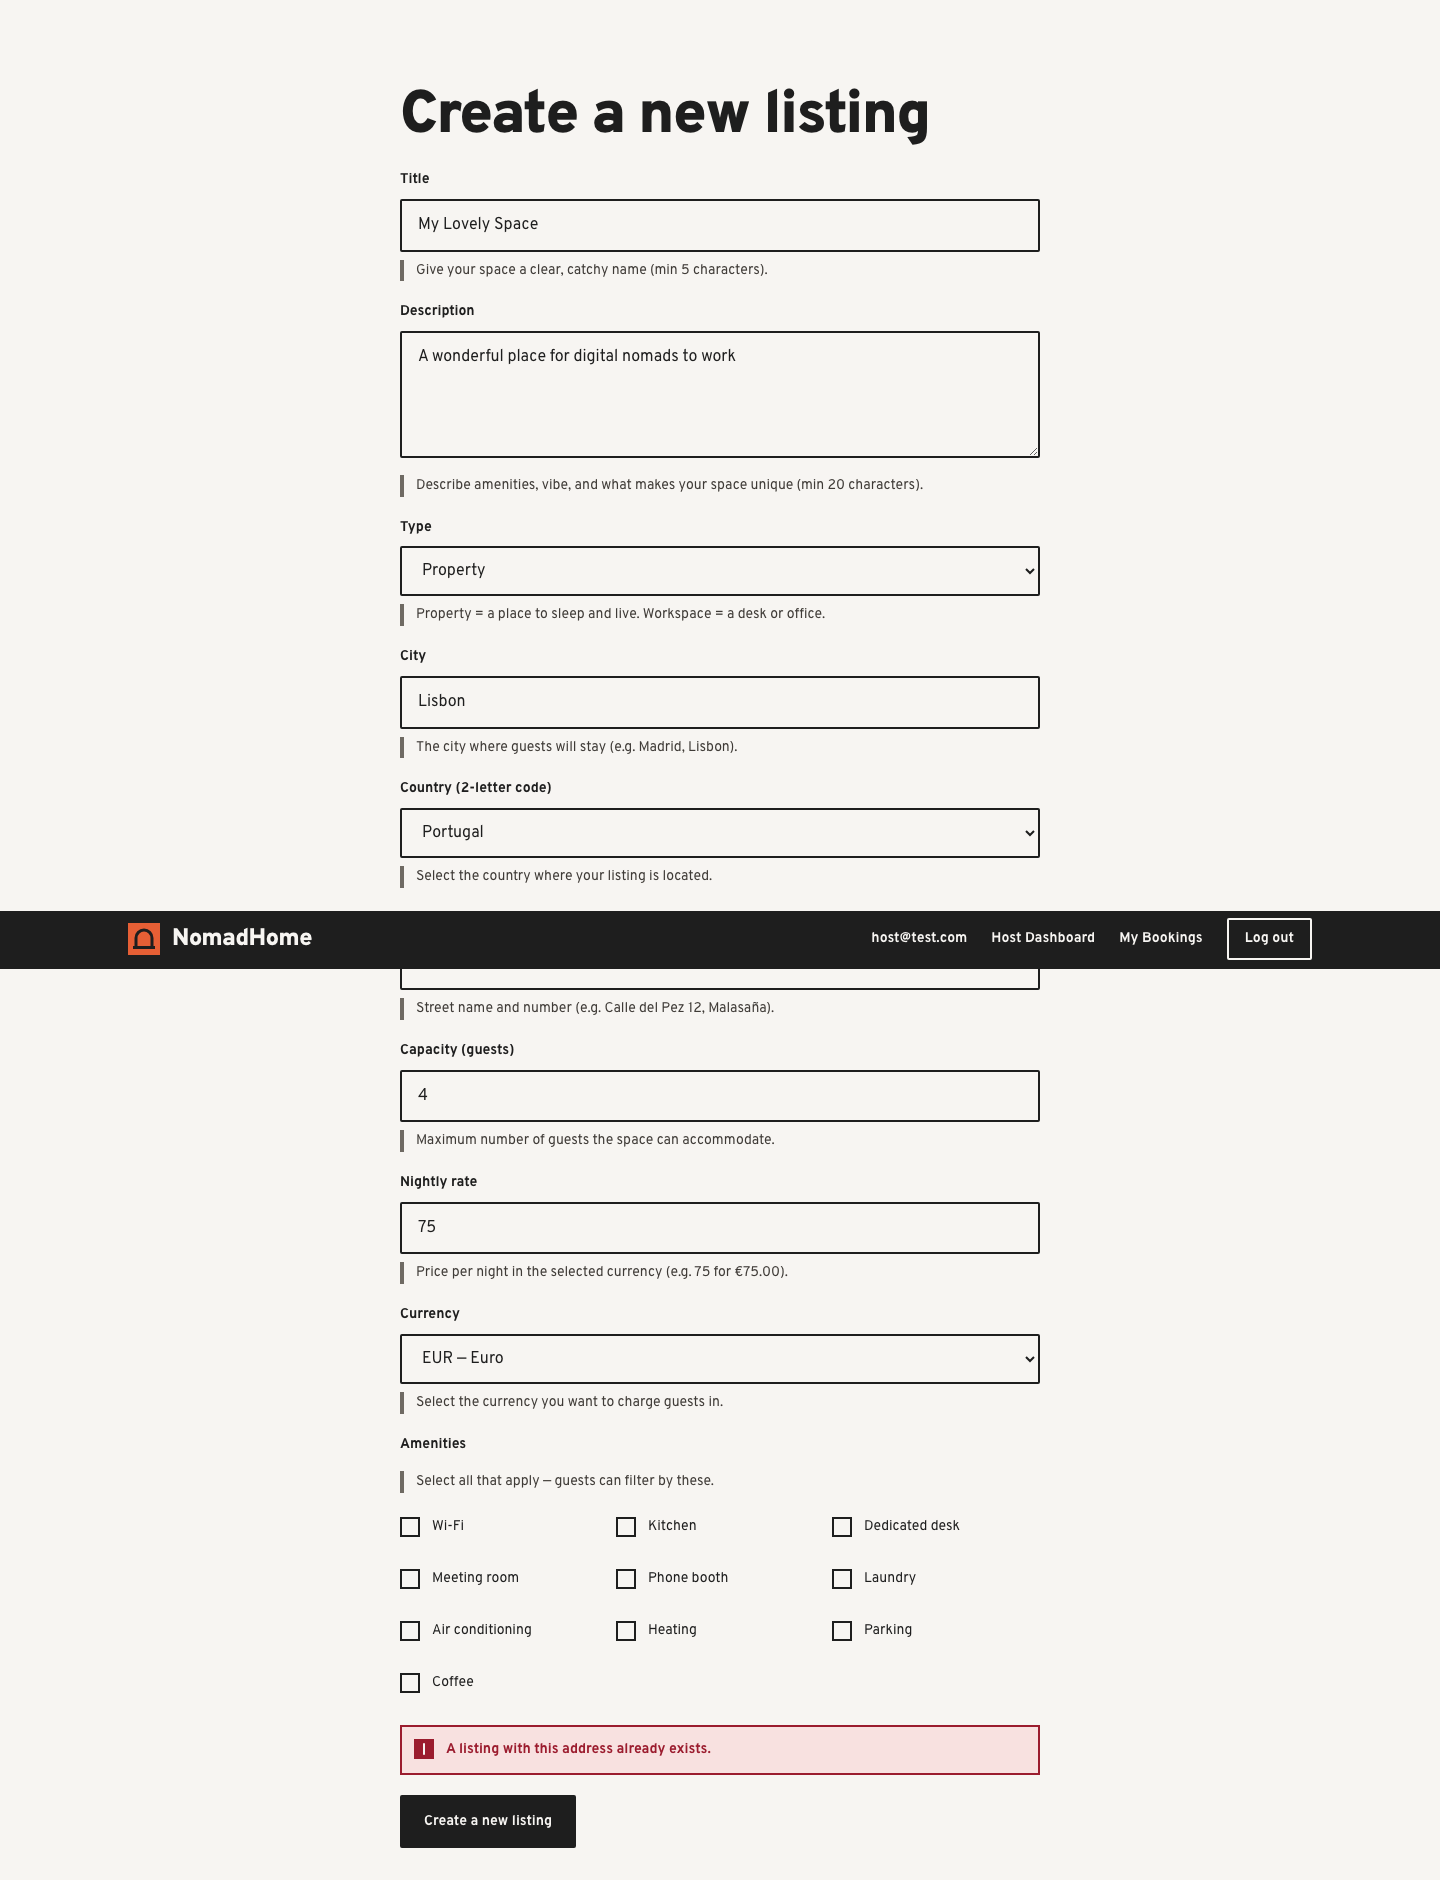 Create a new listing
Title
My Lovely Space
Give your space a clear, catchy name (min 5 characters).
Description
A wonderful place for digital nomads to work
Describe amenities, vibe, and what makes your space unique (min 20 characters).
Type
Property
Property = a place to sleep and live. Workspace = a desk or office.
City
Lisbon
The city where guests will stay (e.g. Madrid, Lisbon).
Country (2-letter code)
Portugal
Select the country where your listing is located.
NomadHome host@test.com Host Dashboard My Bookings Log out
Street name and number (e.g. Calle del Pez 12, Malasaña).
Capacity (guests)
4
Maximum number of guests the space can accommodate.
Nightly rate
75
Price per night in the selected currency (e.g. 75 for €75.00).
Currency
EUR — Euro
Select the currency you want to charge guests in.
Amenities
Select all that apply — guests can filter by these.
Wi-Fi Kitchen Dedicated desk
Meeting room Phone booth Laundry
Air conditioning Heating Parking
Coffee
A listing with this address already exists.
Create a new listing